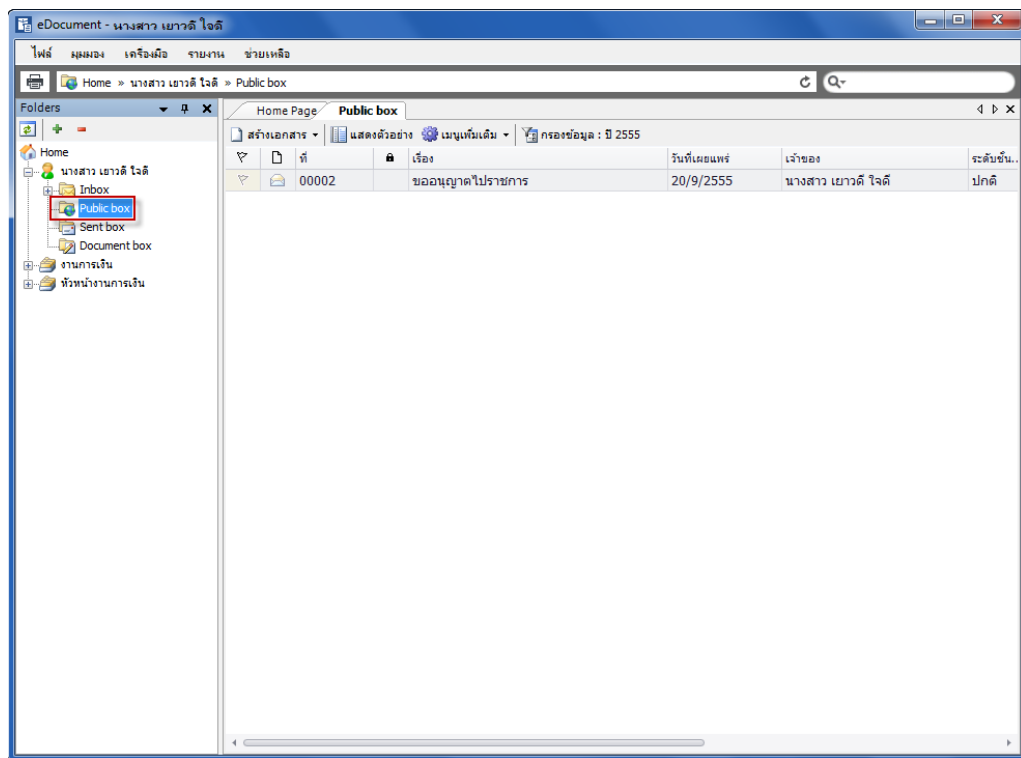 eDocument - นางสาว เยาวดี ใจดี
ไฟล์ มุมมอง เครื่องมือ รายงาน ช่วยเหลือ
Home » นางสาว เยาวดี ใจดี » Public box
Folders
Home Page Public box
สร้างเอกสาร แสดงตัวอย่าง เมนูเพิ่มเติม กรองข้อมูล : ปี 2555
Home
นางสาว เยาวดี ใจดี
Inbox
Public box
Sent box
Document box
งานการเงิน
หัวหน้างานการเงิน
ที่ เรื่อง วันที่เผยแพร่ เจ้าของ ระดับชั้น..
00002 ขออนุญาตไปราชการ 20/9/2555 นางสาว เยาวดี ใจดี ปกติ